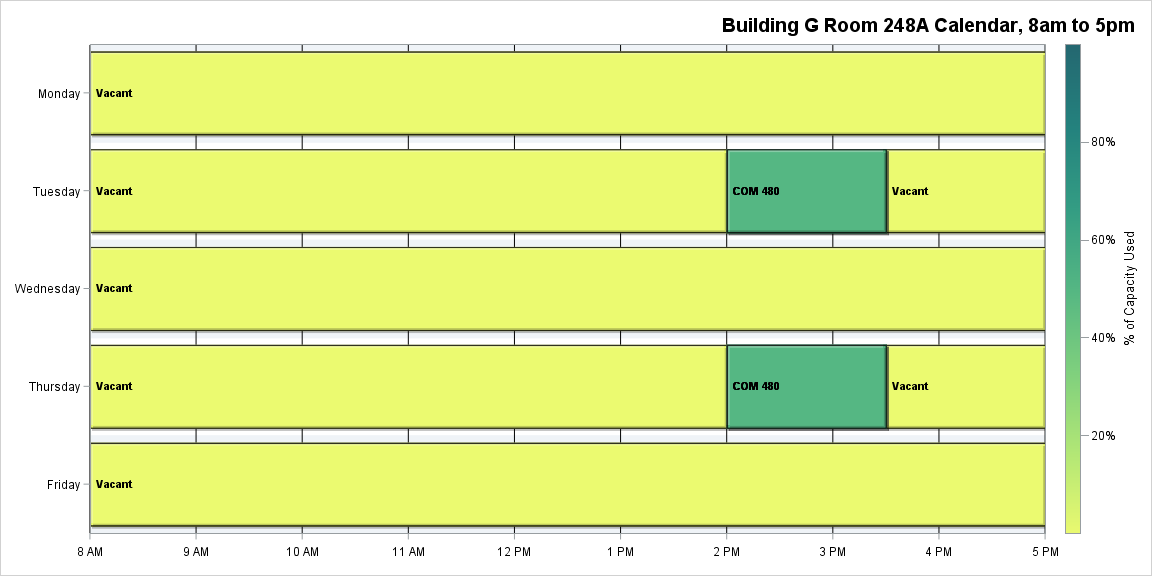 Building G Room 248A Calendar, 8am to 5pm
Monday
Vacant
Tuesday
Vacant
COM 480
Vacant
Wednesday
Vacant
Thursday
Vacant
COM 480
Vacant
Friday
Vacant
8 AM
9 AM
10 AM
11 AM
12 PM
1 PM
2 PM
3 PM
4 PM
5 PM
80%
60%
40%
20%
% of Capacity Used